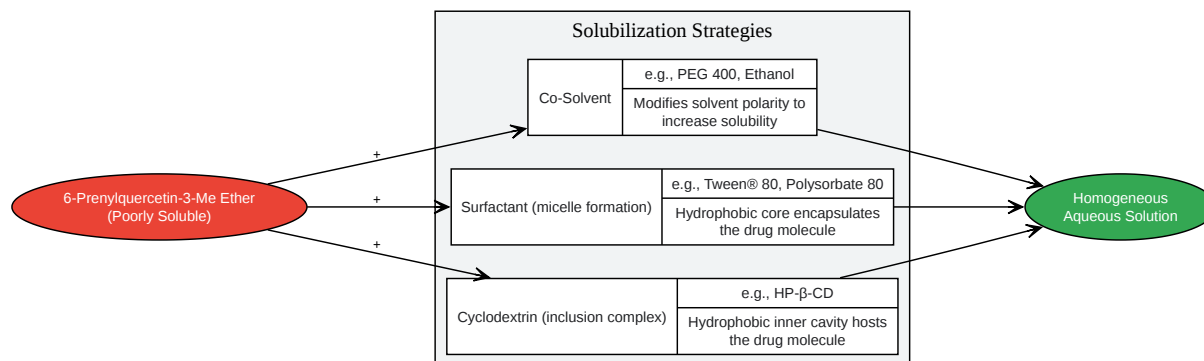 Solubilization Strategies
6-Prenylquercetin-3-Me Ether
(Poorly Soluble)
+
+
+
Co-Solvent
e.g., PEG 400, Ethanol
Modifies solvent polarity to
increase solubility
Surfactant (micelle formation)
e.g., Tween® 80, Polysorbate 80
Hydrophobic core encapsulates
the drug molecule
Cyclodextrin (inclusion complex)
e.g., HP-β-CD
Hydrophobic inner cavity hosts
the drug molecule
Homogeneous
Aqueous Solution